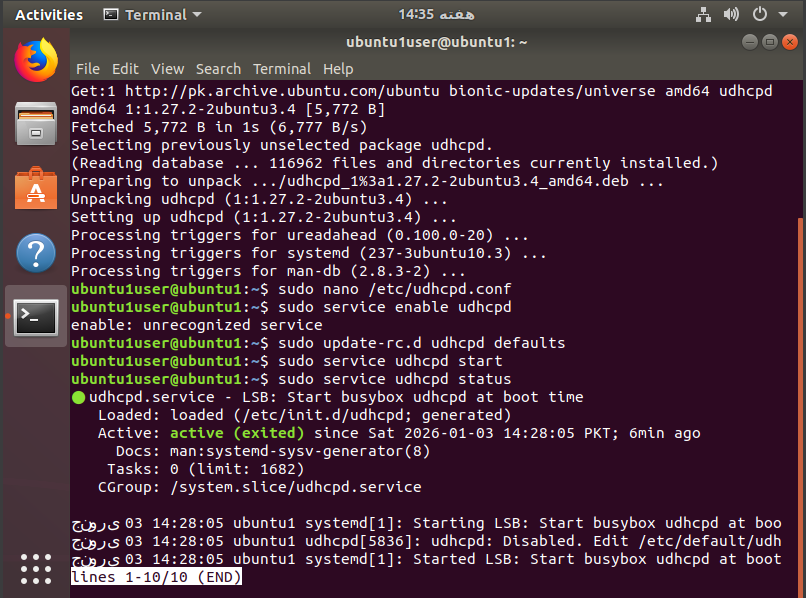 Activities Terminal 14:35 هفته
ubuntu1user@ubuntu1: ~
File Edit View Search Terminal Help
Get:1 http://pk.archive.ubuntu.com/ubuntu bionic-updates/universe amd64 udhcpd
amd64 1:1.27.2-2ubuntu3.4 [5,772 B]
Fetched 5,772 B in 1s (6,777 B/s)
Selecting previously unselected package udhcpd.
(Reading database ... 116962 files and directories currently installed.)
Preparing to unpack .../udhcpd_1%3a1.27.2-2ubuntu3.4_amd64.deb ...
Unpacking udhcpd (1:1.27.2-2ubuntu3.4) ...
Setting up udhcpd (1:1.27.2-2ubuntu3.4) ...
Processing triggers for ureadahead (0.100.0-20) ...
Processing triggers for systemd (237-3ubuntu10.3) ...
Processing triggers for man-db (2.8.3-2) ...
ubuntu1user@ubuntu1:~$ sudo nano /etc/udhcpd.conf
ubuntu1user@ubuntu1:~$ sudo service enable udhcpd
enable: unrecognized service
ubuntu1user@ubuntu1:~$ sudo update-rc.d udhcpd defaults
ubuntu1user@ubuntu1:~$ sudo service udhcpd start
ubuntu1user@ubuntu1:~$ sudo service udhcpd status
● udhcpd.service - LSB: Start busybox udhcpd at boot time
Loaded: loaded (/etc/init.d/udhcpd; generated)
Active: active (exited) since Sat 2026-01-03 14:28:05 PKT; 6min ago
Docs: man:systemd-sysv-generator(8)
Tasks: 0 (limit: 1682)
CGroup: /system.slice/udhcpd.service
جنوری 03 14:28:05 ubuntu1 systemd[1]: Starting LSB: Start busybox udhcpd at boo
جنوری 03 14:28:05 ubuntu1 udhcpd[5836]: udhcpd: Disabled. Edit /etc/default/udh
جنوری 03 14:28:05 ubuntu1 systemd[1]: Started LSB: Start busybox udhcpd at boot
lines 1-10/10 (END)